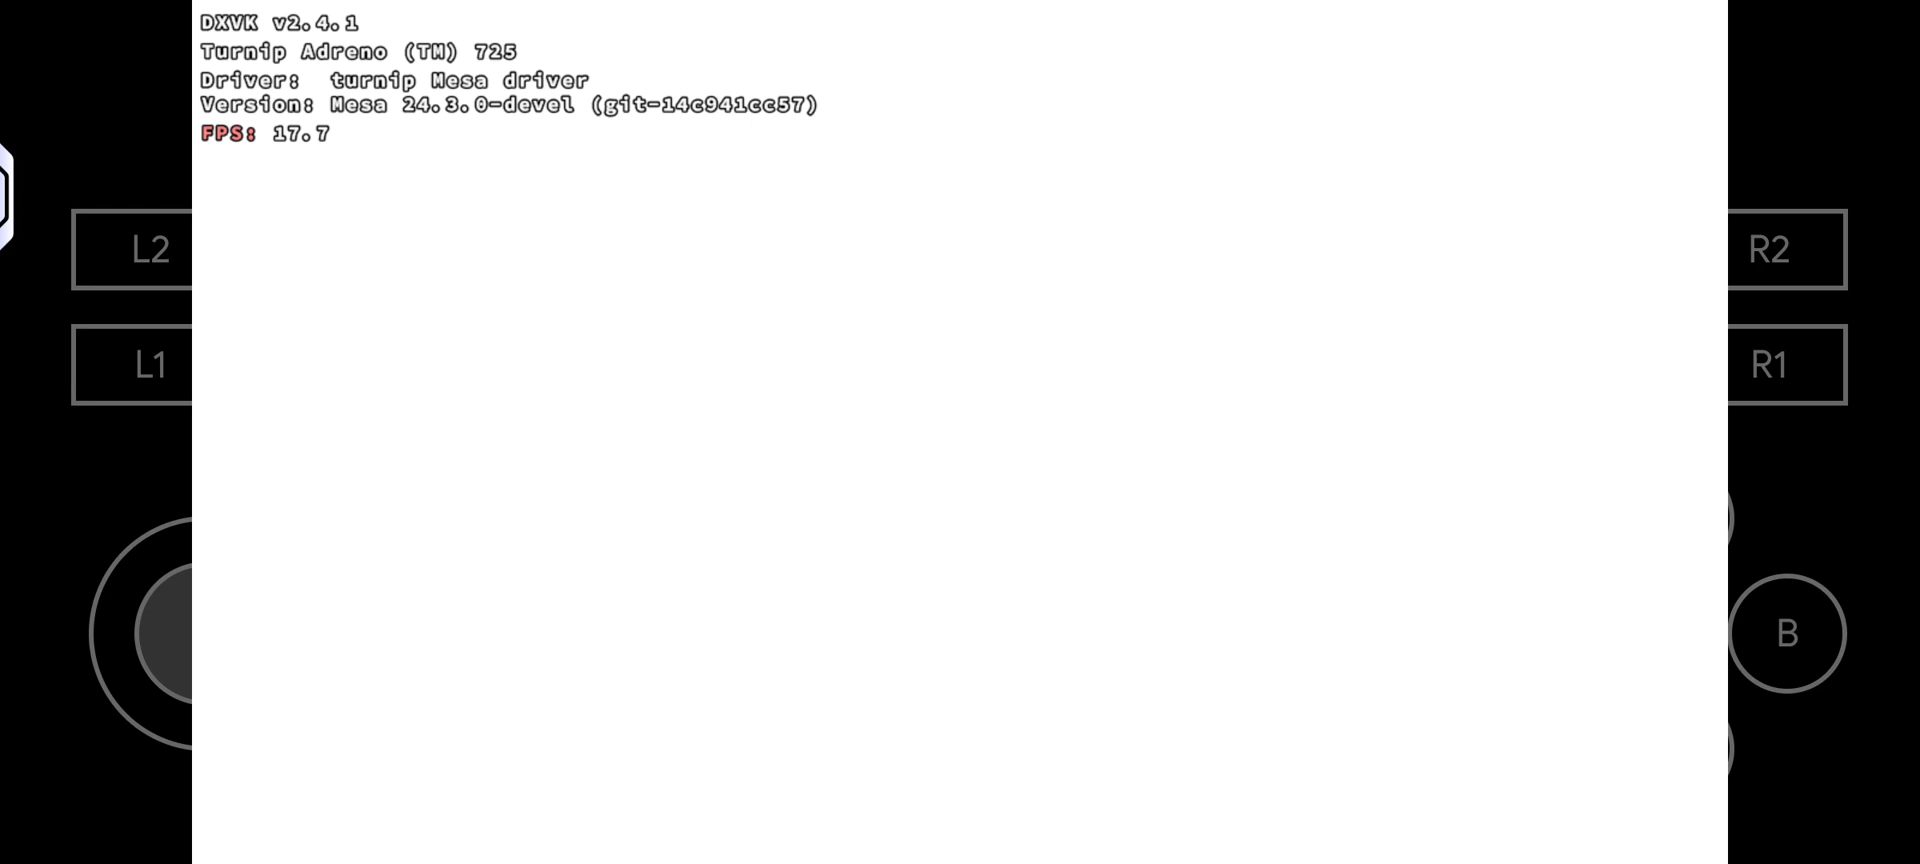 DXVK v2.4.1
Turnip Adreno (TM) 725
Driver:  turnip Mesa driver
Version: Mesa 24.3.0-devel (git-14c941cc57)
FPS: 17.7
L2
R2
L1
R1
B